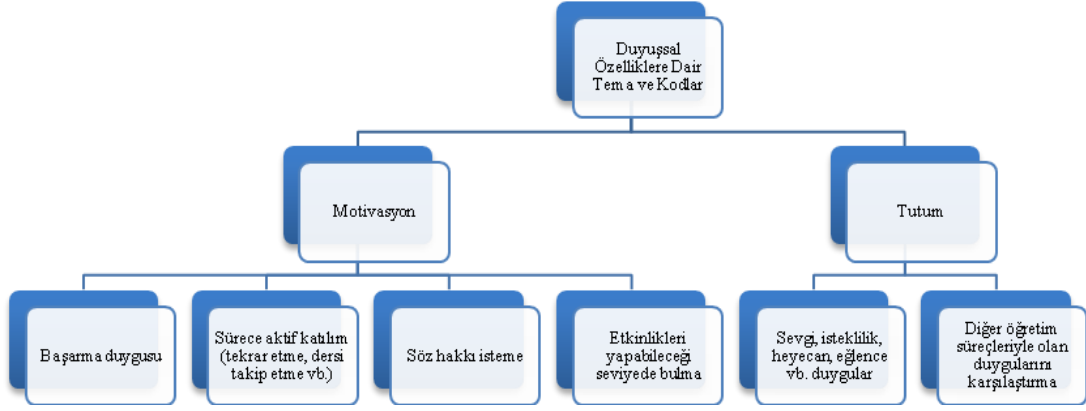 Duyuşsal
Özelliklere Dair
Tema ve Kodlar
Motivasyon
Tutum
Başarma duygusu
Sürece aktif katılım
(tekrar etme, dersi
takip etme vb.)
Söz hakkı isteme
Etkinlikleri
yapabileceği
seviyede bulma
Sevgi, isteklilik,
heyecan, eğlence
vb. duygular
Diğer öğretim
süreçleriyle olan
duygularını
karşılaştırma